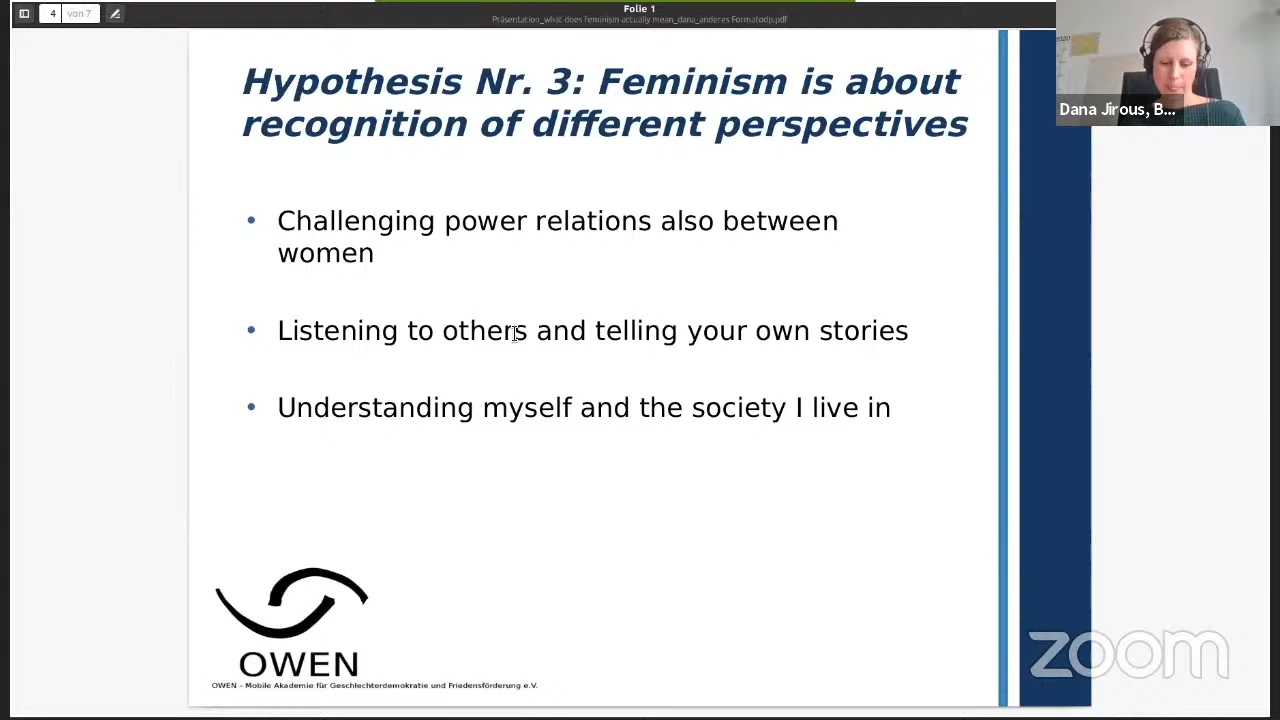 4 von 7
Folie 1
Präsentation_what does feminism actually mean_dana_anderes Formatodp.pdf
2020
Hypothesis Nr. 3: Feminism is about
recognition of different perspectives
Dana Jirous, B...
• Challenging power relations also between
women
• Listening to others and telling your own stories
• Understanding myself and the society I live in
OWEN
OWEN - Mobile Akademie für Geschlechterdemokratie und Friedensförderung e.V.
zoom